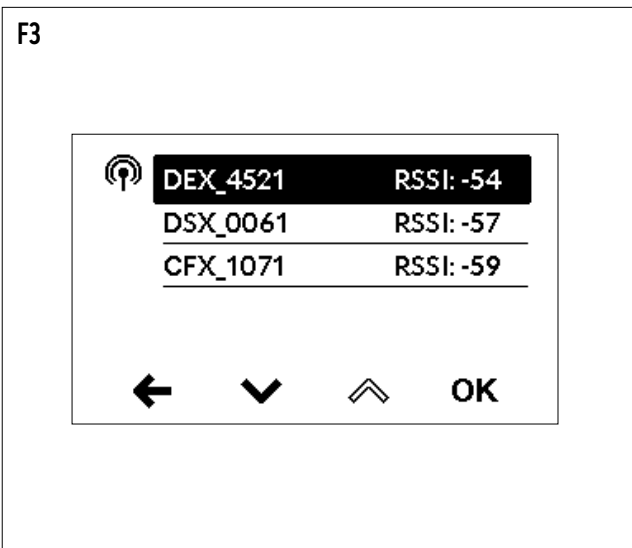 F3
DEX_4521 RSSI: -54
DSX_0061 RSSI: -57
CFX_1071 RSSI: -59
OK